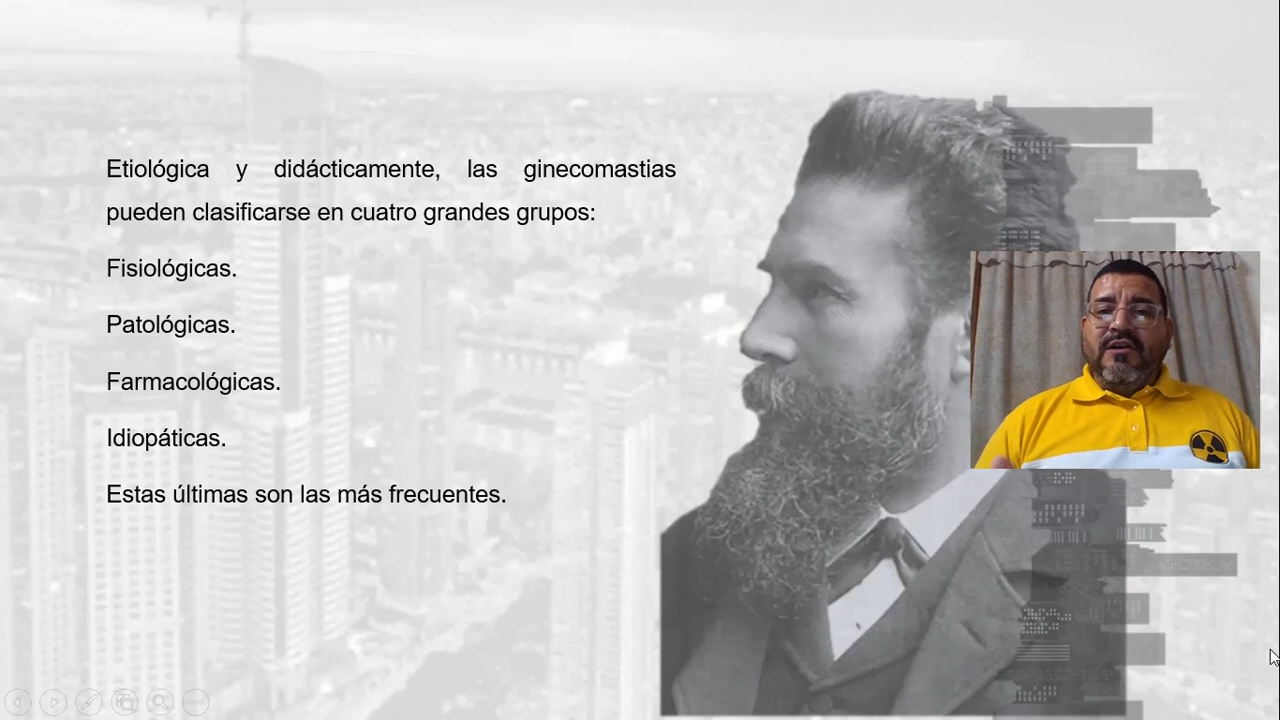 Etiológica y didácticamente, las ginecomastias
pueden clasificarse en cuatro grandes grupos:
Fisiológicas.
Patológicas.
Farmacológicas.
Idiopáticas.
Estas últimas son las más frecuentes.